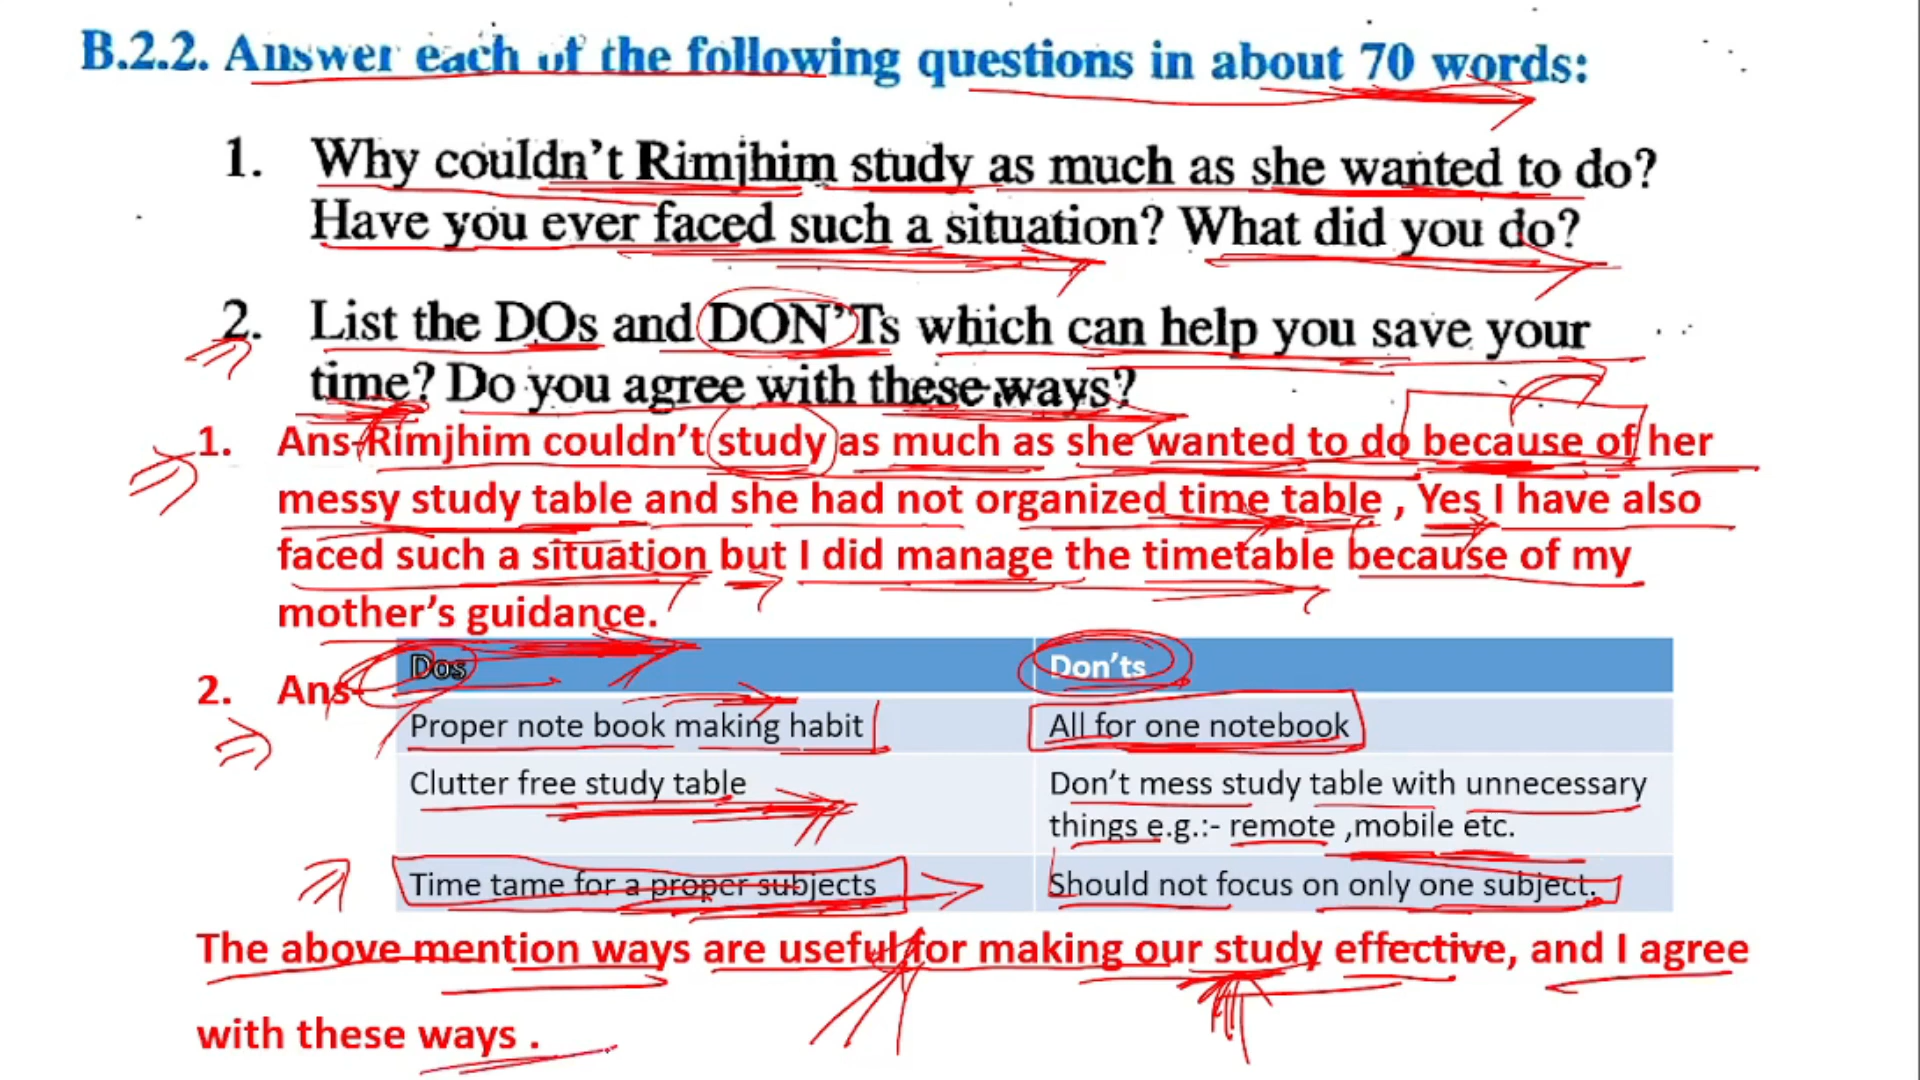 B.2.2. Answer each of the following questions in about 70 words:
1. Why couldn't Rimjhim study as much as she wanted to do?
Have you ever faced such a situation? What did you do?
2. List the DOs and DON'Ts which can help you save your
time? Do you agree with these ways?
1. Ans-Rimjhim couldn't study as much as she wanted to do because of her
messy study table and she had not organized time table , Yes I have also
faced such a situation but I did manage the timetable because of my
mother's guidance.
2. Ans-
Dos Don'ts
Proper note book making habit All for one notebook
Clutter free study table Don't mess study table with unnecessary
things e.g.:- remote ,mobile etc.
Time tame for a proper subjects Should not focus on only one subject.
The above mention ways are useful for making our study effective, and I agree
with these ways .